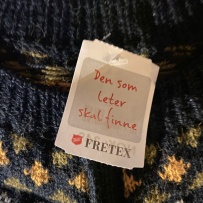 Den som
leter
skal finne
FRETEX